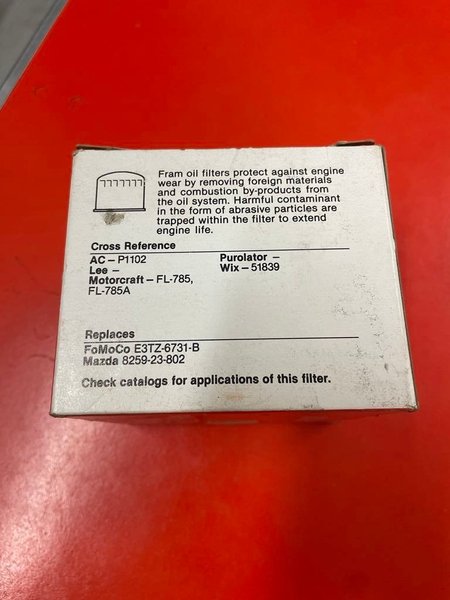 Fram oil filters protect against engine
wear by removing foreign materials
and combustion by-products from
the oil system. Harmful contaminant
in the form of abrasive particles are
trapped within the filter to extend
engine life.
Cross Reference
AC – P1102
Lee –
Motorcraft – FL-785,
FL-785A
Purolator –
Wix – 51839
Replaces
FoMoCo E3TZ-6731-B
Mazda 8259-23-802
Check catalogs for applications of this filter.